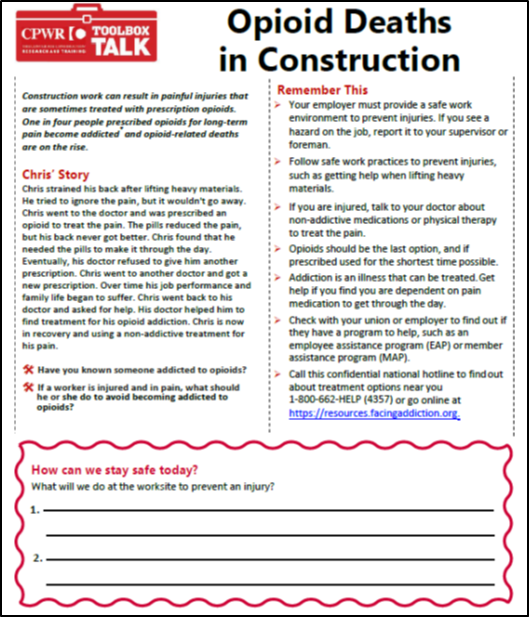 CPWR TOOLBOX
TALK
RESEARCH AND TRAINING
Opioid Deaths
in Construction
Construction work can result in painful injuries that
are sometimes treated with prescription opioids.
One in four people prescribed opioids for long-term
pain become addicted* and opioid-related deaths
are on the rise.
Chris' Story
Chris strained his back after lifting heavy materials.
He tried to ignore the pain, but it wouldn't go away.
Chris went to the doctor and was prescribed an
opioid to treat the pain. The pills reduced the pain,
but his back never got better. Chris found that he
needed the pills to make it through the day.
Eventually, his doctor refused to give him another
prescription. Chris went to another doctor and got a
new prescription. Over time his job performance and
family life began to suffer. Chris went back to his
doctor and asked for help. His doctor helped him to
find treatment for his opioid addiction. Chris is now
in recovery and using a non-addictive treatment for
his pain.
Have you known someone addicted to opioids?
If a worker is injured and in pain, what should
he or she do to avoid becoming addicted to
opioids?
Remember This
Your employer must provide a safe work
environment to prevent injuries. If you see a
hazard on the job, report it to your supervisor or
foreman.
Follow safe work practices to prevent injuries,
such as getting help when lifting heavy
materials.
If you are injured, talk to your doctor about
non-addictive medications or physical therapy
to treat the pain.
Opioids should be the last option, and if
prescribed used for the shortest time possible.
Addiction is an illness that can be treated. Get
help if you find you are dependent on pain
medication to get through the day.
Check with your union or employer to find out if
they have a program to help, such as an
employee assistance program (EAP) or member
assistance program (MAP).
Call this confidential national hotline to find out
about treatment options near you
1-800-662-HELP (4357) or go online at
https://resources.facingaddiction.org.
How can we stay safe today?
What will we do at the worksite to prevent an injury?
1.
2.